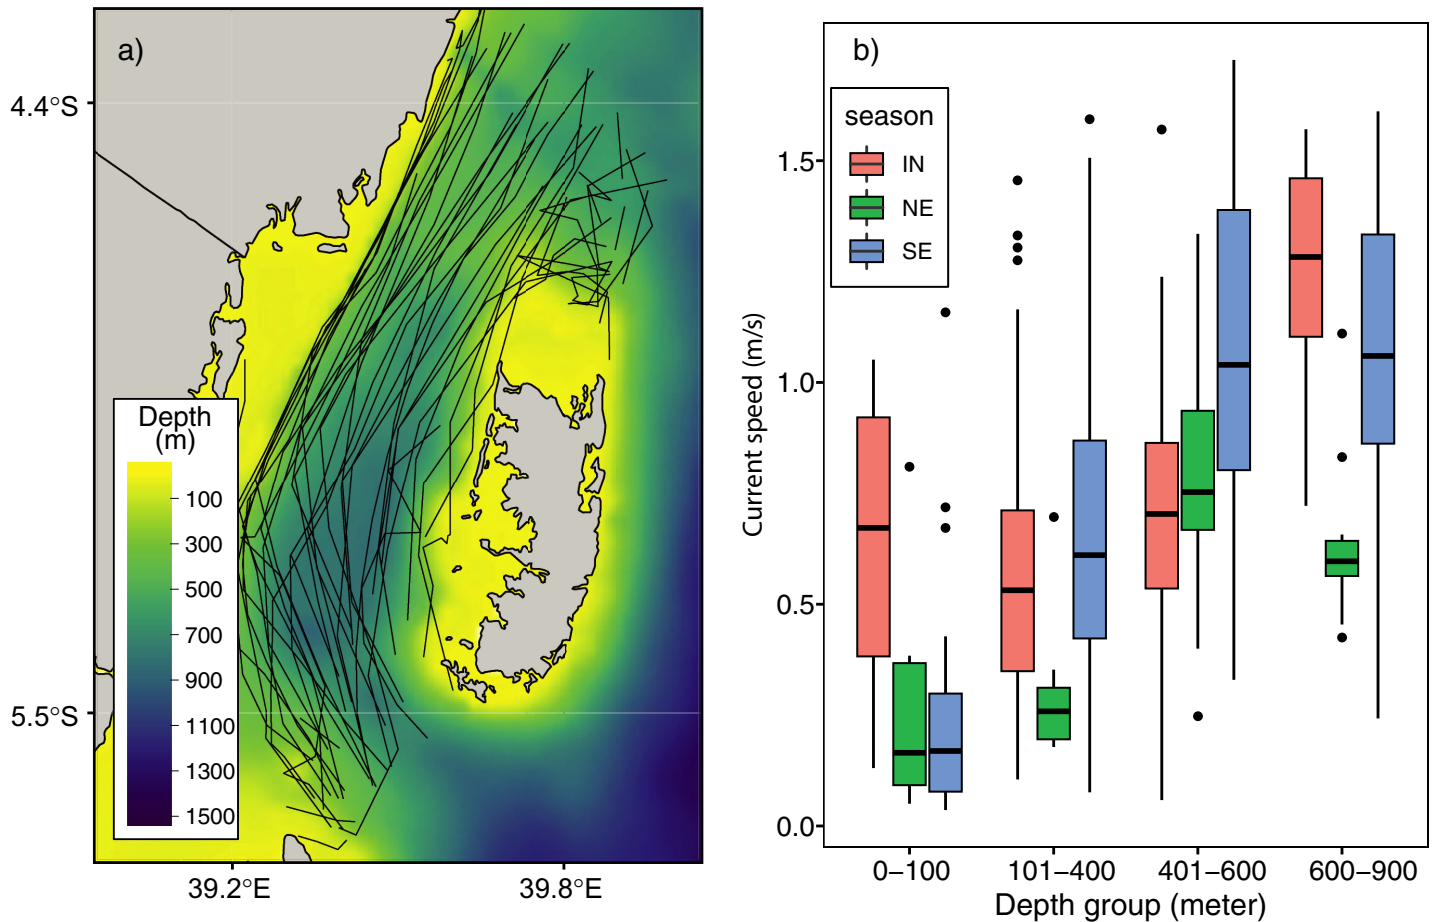 a)
4.4°S
5.5°S
39.2°E
39.8°E
Depth
(m)
100
300
500
700
900
1100
1300
1500
b)
season
IN
NE
SE
Current speed (m/s)
1.5
1.0
0.5
0.0
0–100
101–400
401–600
600–900
Depth group (meter)